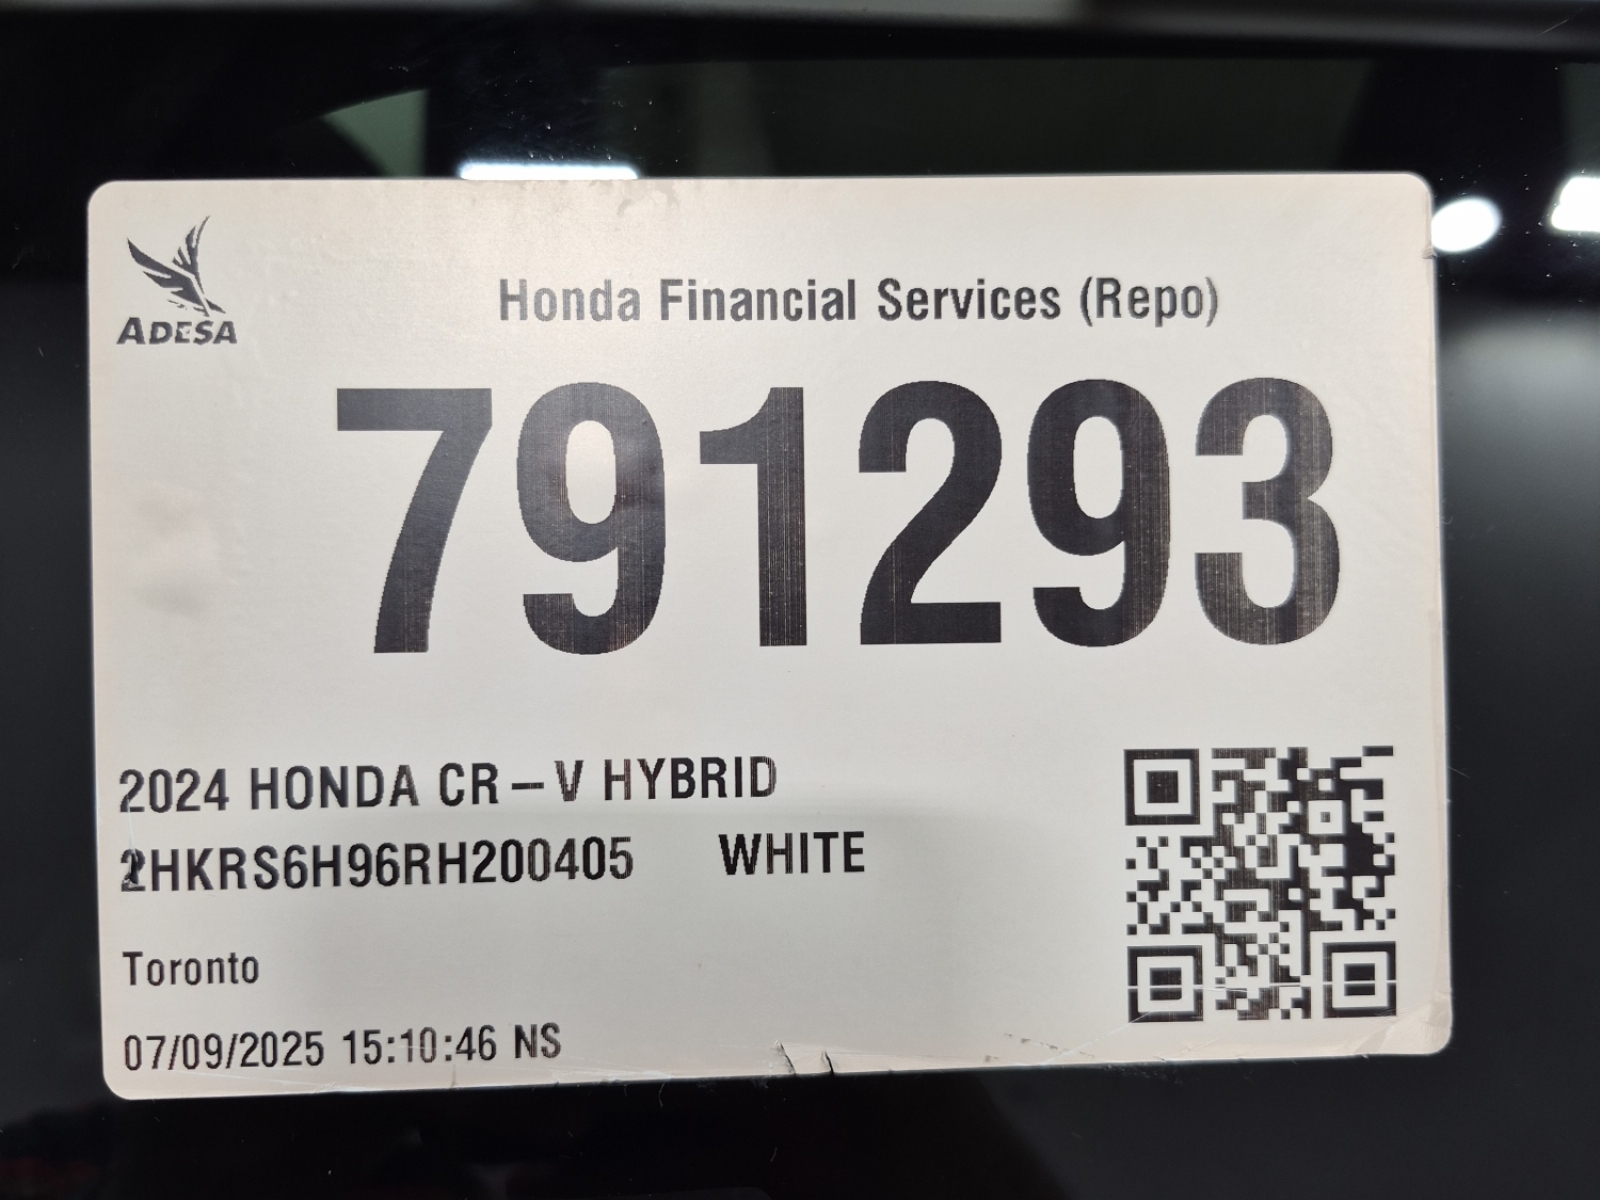 ADESA
Honda Financial Services (Repo)
791293
2024 HONDA CR-V HYBRID
2HKRS6H96RH200405 WHITE
Toronto
07/09/2025 15:10:46 NS